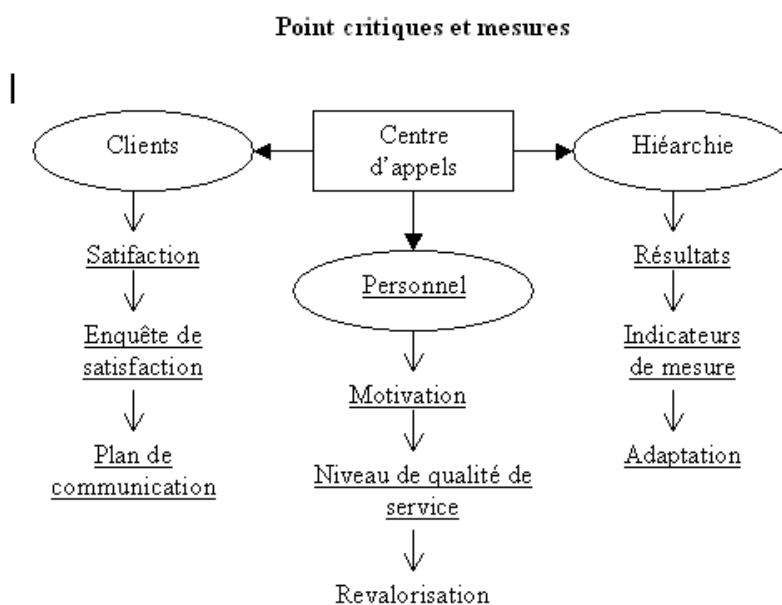 Point critiques et mesures
Clients
Centre
d'appels
Hiéarchie
Satifaction
Résultats
Personnel
Enquête de
satisfaction
Indicateurs
de mesure
Motivation
Plan de
communication
Adaptation
Niveau de qualité de
service
Revalorisation